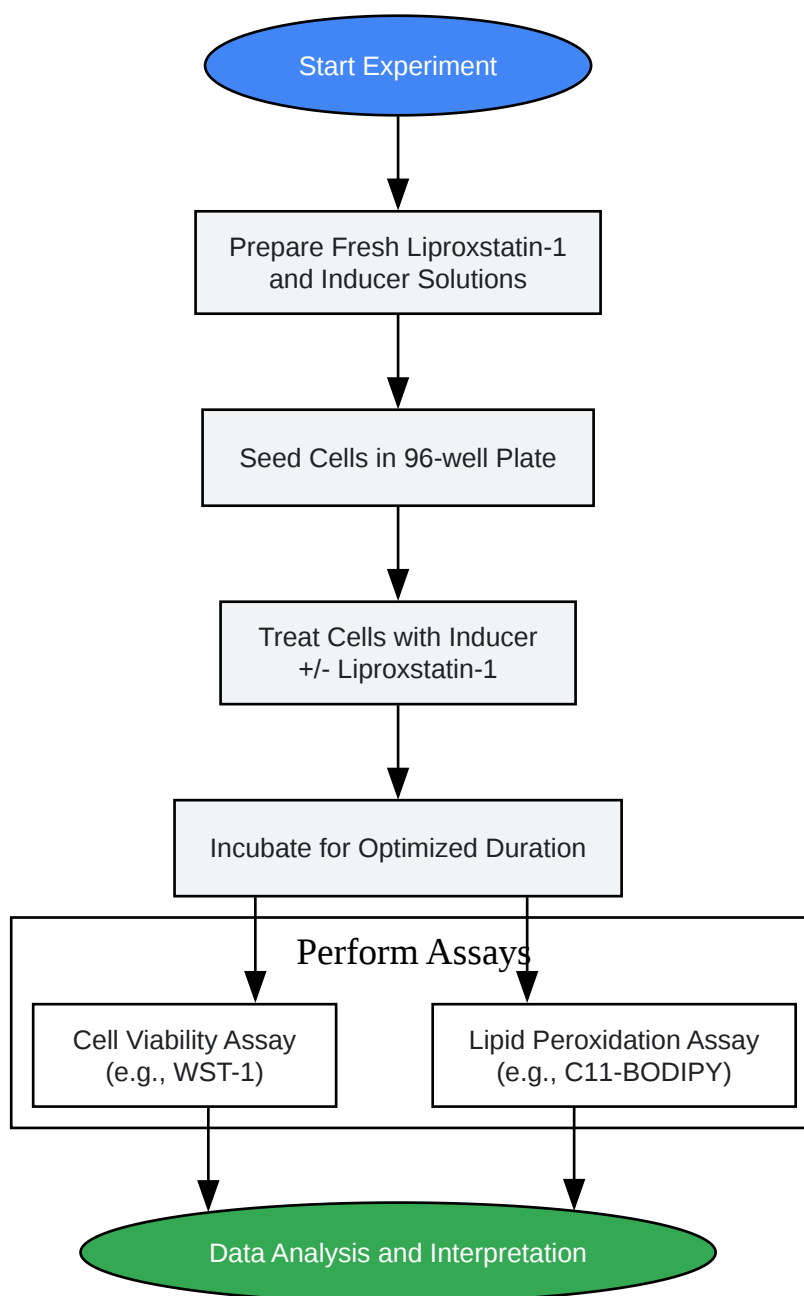 Start Experiment
Prepare Fresh Liproxstatin-1
and Inducer Solutions
Seed Cells in 96-well Plate
Treat Cells with Inducer
+/- Liproxstatin-1
Incubate for Optimized Duration
Perform Assays
Cell Viability Assay
(e.g., WST-1)
Lipid Peroxidation Assay
(e.g., C11-BODIPY)
Data Analysis and Interpretation